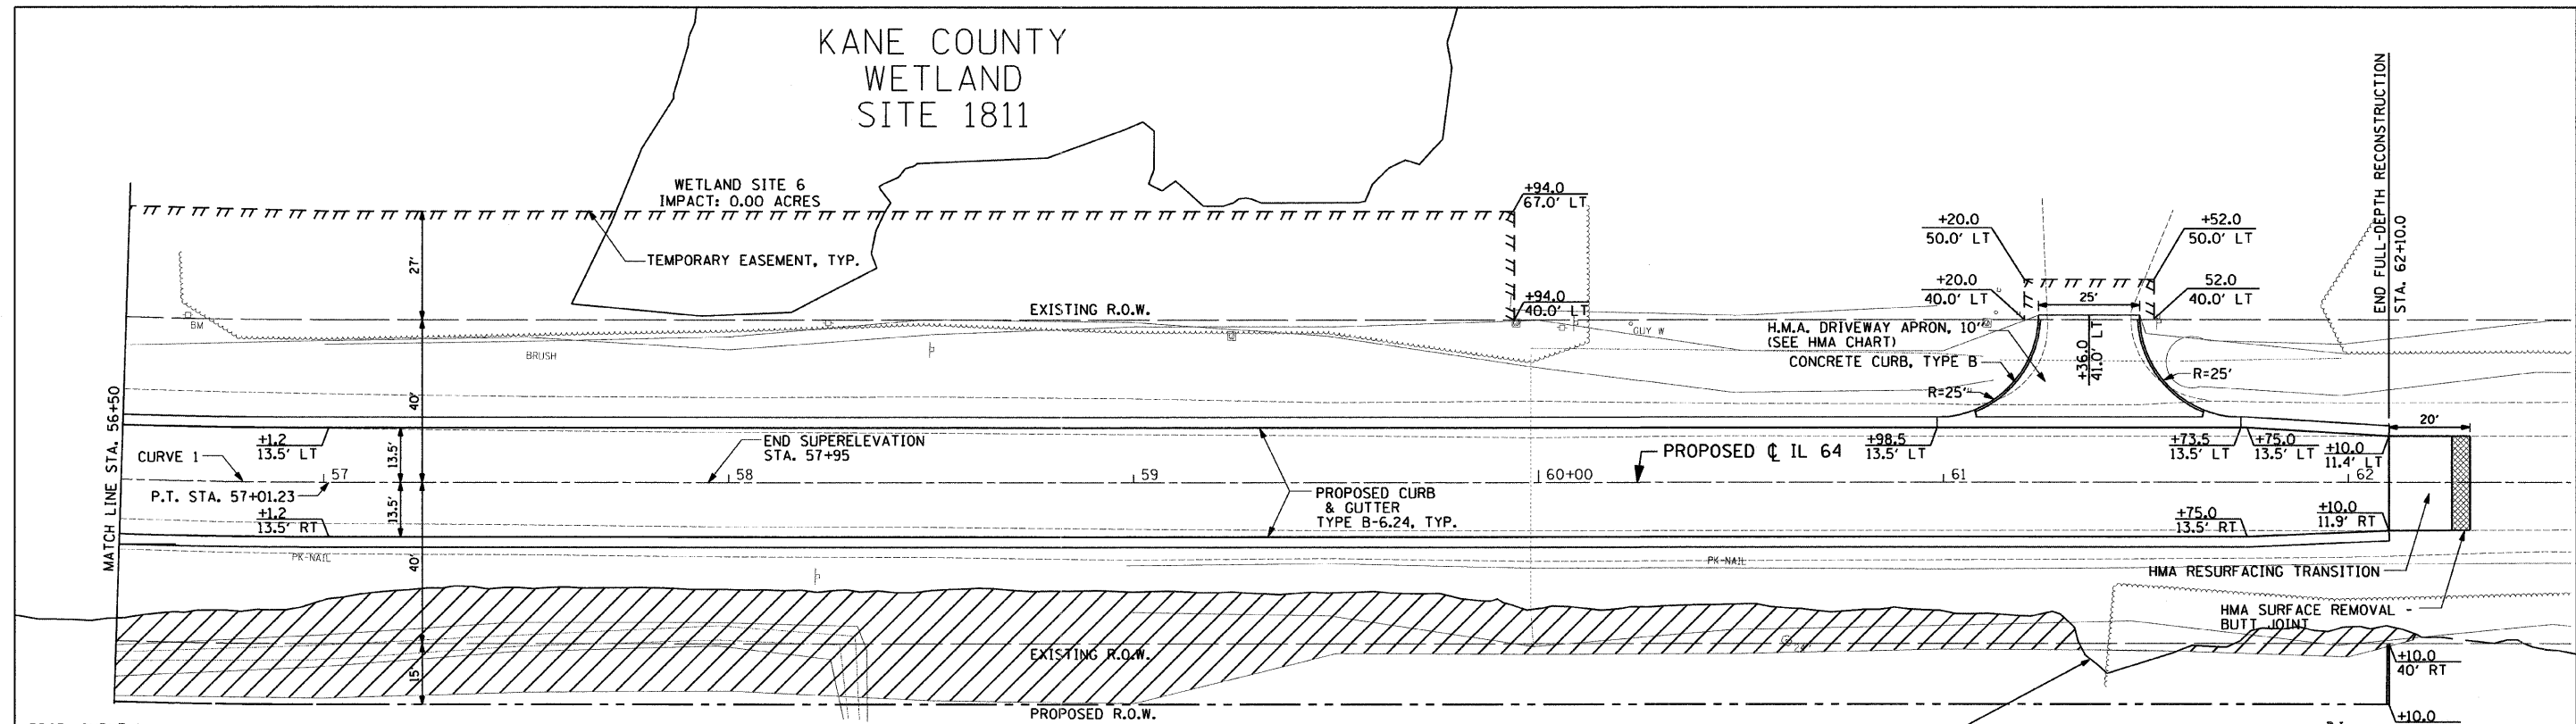 KANE COUNTY
WETLAND
SITE 1811
WETLAND SITE 6
IMPACT: 0.00 ACRES
TEMPORARY EASEMENT, TYP.
+94.0
67.0' LT
+94.0
40.0' LT
27'
EXISTING R.O.W.
BM
BRUSH
GUY W
+20.0
50.0' LT
+20.0
40.0' LT
+52.0
50.0' LT
52.0
40.0' LT
25'
H.M.A. DRIVEWAY APRON, 10"
(SEE HMA CHART)
CONCRETE CURB, TYPE B
R=25'
+36.0
41.0' LT
R=25'
END FULL-DEPTH RECONSTRUCTION
STA. 62+10.0
20'
MATCH LINE STA. 56+50
40'
+1.2
13.5' LT
13.5'
CURVE 1
P.T. STA. 57+01.23
57
END SUPERELEVATION
STA. 57+95
58
59
60+00
PROPOSED ℄ IL 64
+98.5
13.5' LT
61
+73.5
13.5' LT
+75.0
13.5' LT
+10.0
11.4' LT
62
+1.2
13.5' RT
13.5'
PROPOSED CURB
& GUTTER
TYPE B-6.24, TYP.
+75.0
13.5' RT
+10.0
11.9' RT
PK-NAIL
40'
PK-NAIL
HMA RESURFACING TRANSITION
HMA SURFACE REMOVAL -
BUTT JOINT
EXISTING R.O.W.
15'
+10.0
40' RT
PROPOSED R.O.W.
+10.0